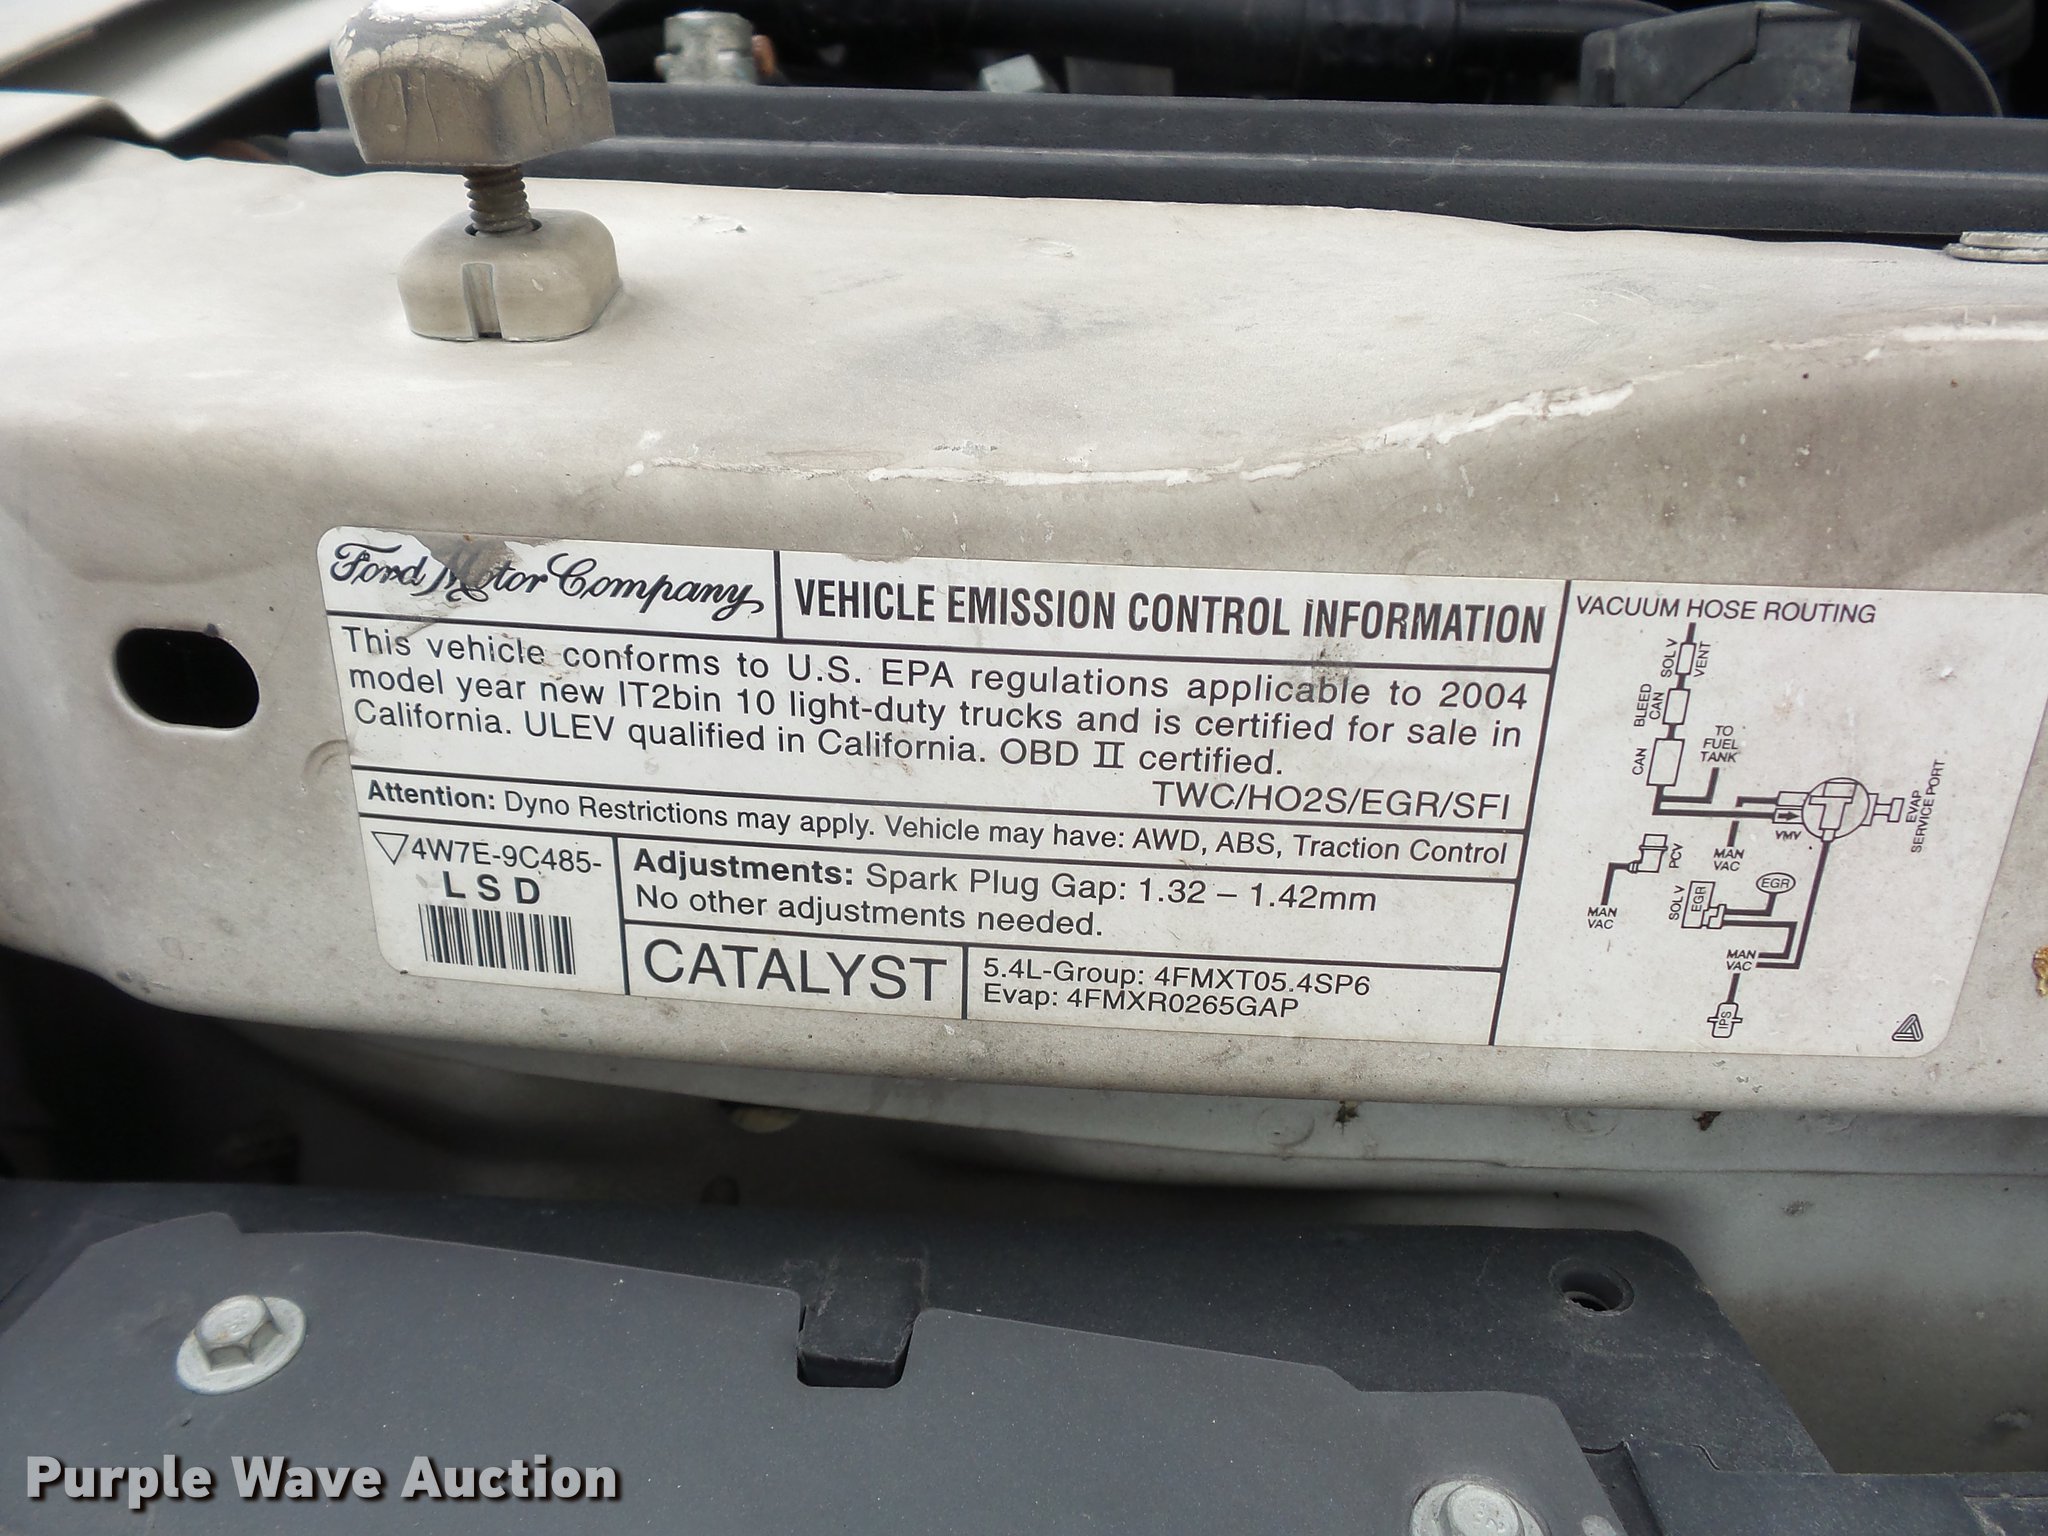 Ford Motor Company
VEHICLE EMISSION CONTROL INFORMATION
This vehicle conforms to U.S. EPA regulations applicable to 2004
model year new IT2bin 10 light-duty trucks and is certified for sale in
California. ULEV qualified in California. OBD II certified.
TWC/HO2S/EGR/SFI
Attention: Dyno Restrictions may apply. Vehicle may have: AWD, ABS, Traction Control
4W7E-9C485-
LSD
Adjustments: Spark Plug Gap: 1.32 – 1.42mm
No other adjustments needed.
CATALYST
5.4L-Group: 4FMXT05.4SP6
Evap: 4FMXR0265GAP
VACUUM HOSE ROUTING
SOL V
VENT
BLEED
CAN
CAN
TO
FUEL
TANK
VMV
EVAP
SERVICE PORT
MAN
VAC
PCV
MAN
VAC
SOL V
EGR
EGR
MAN
VAC
IPS
Purple Wave Auction